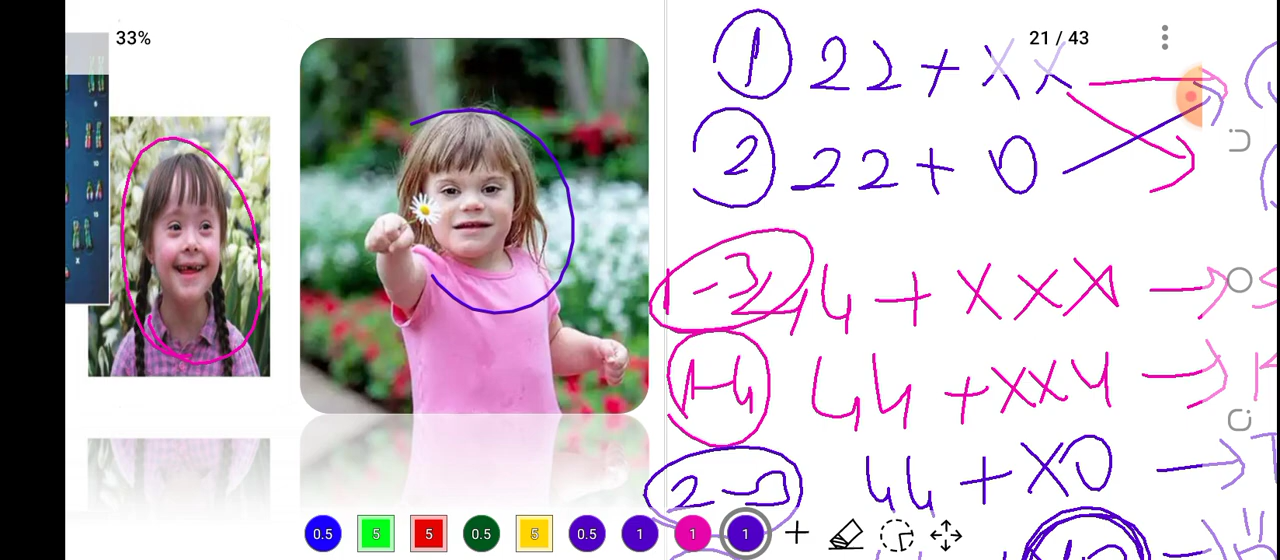 33%
21 / 43
① 22 + XX
② 22 + 0
1-3 44 + XXX →
1-4 44 + XXY →
2-3 44 + X0 →
0.5 5 5 0.5 5 0.5 1 1 1